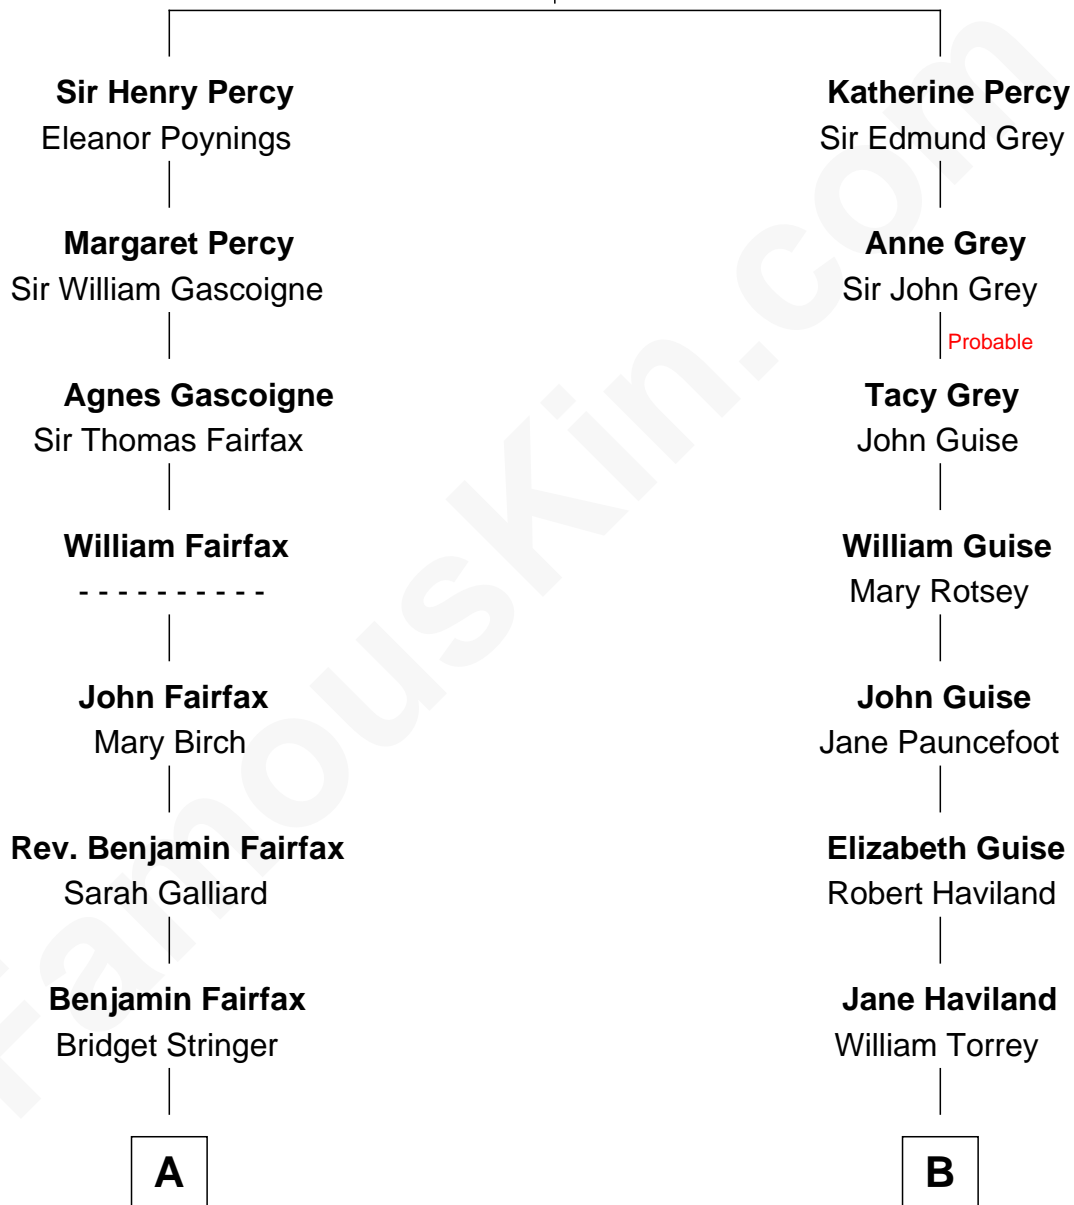 Sir Henry Percy
Eleanor Poynings
Margaret Percy
Sir William Gascoigne
Agnes Gascoigne
Sir Thomas Fairfax
William Fairfax
- - - - - - - - - -
John Fairfax
Mary Birch
Rev. Benjamin Fairfax
Sarah Galliard
Benjamin Fairfax
Bridget Stringer
A
Katherine Percy
Sir Edmund Grey
Anne Grey
Sir John Grey
Probable
Tacy Grey
John Guise
William Guise
Mary Rotsey
John Guise
Jane Pauncefoot
Elizabeth Guise
Robert Haviland
Jane Haviland
William Torrey
B
FamousKin.com